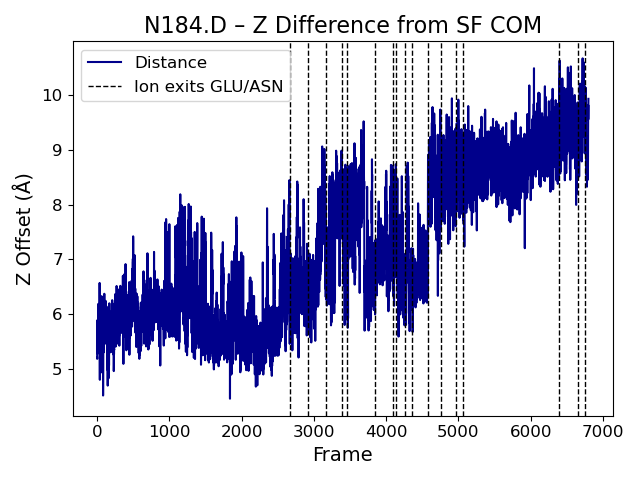 N184.D – Z Difference from SF COM
Distance
Ion exits GLU/ASN
Z Offset (Å)
10
9
8
7
6
5
0 1000 2000 3000 4000 5000 6000 7000
Frame